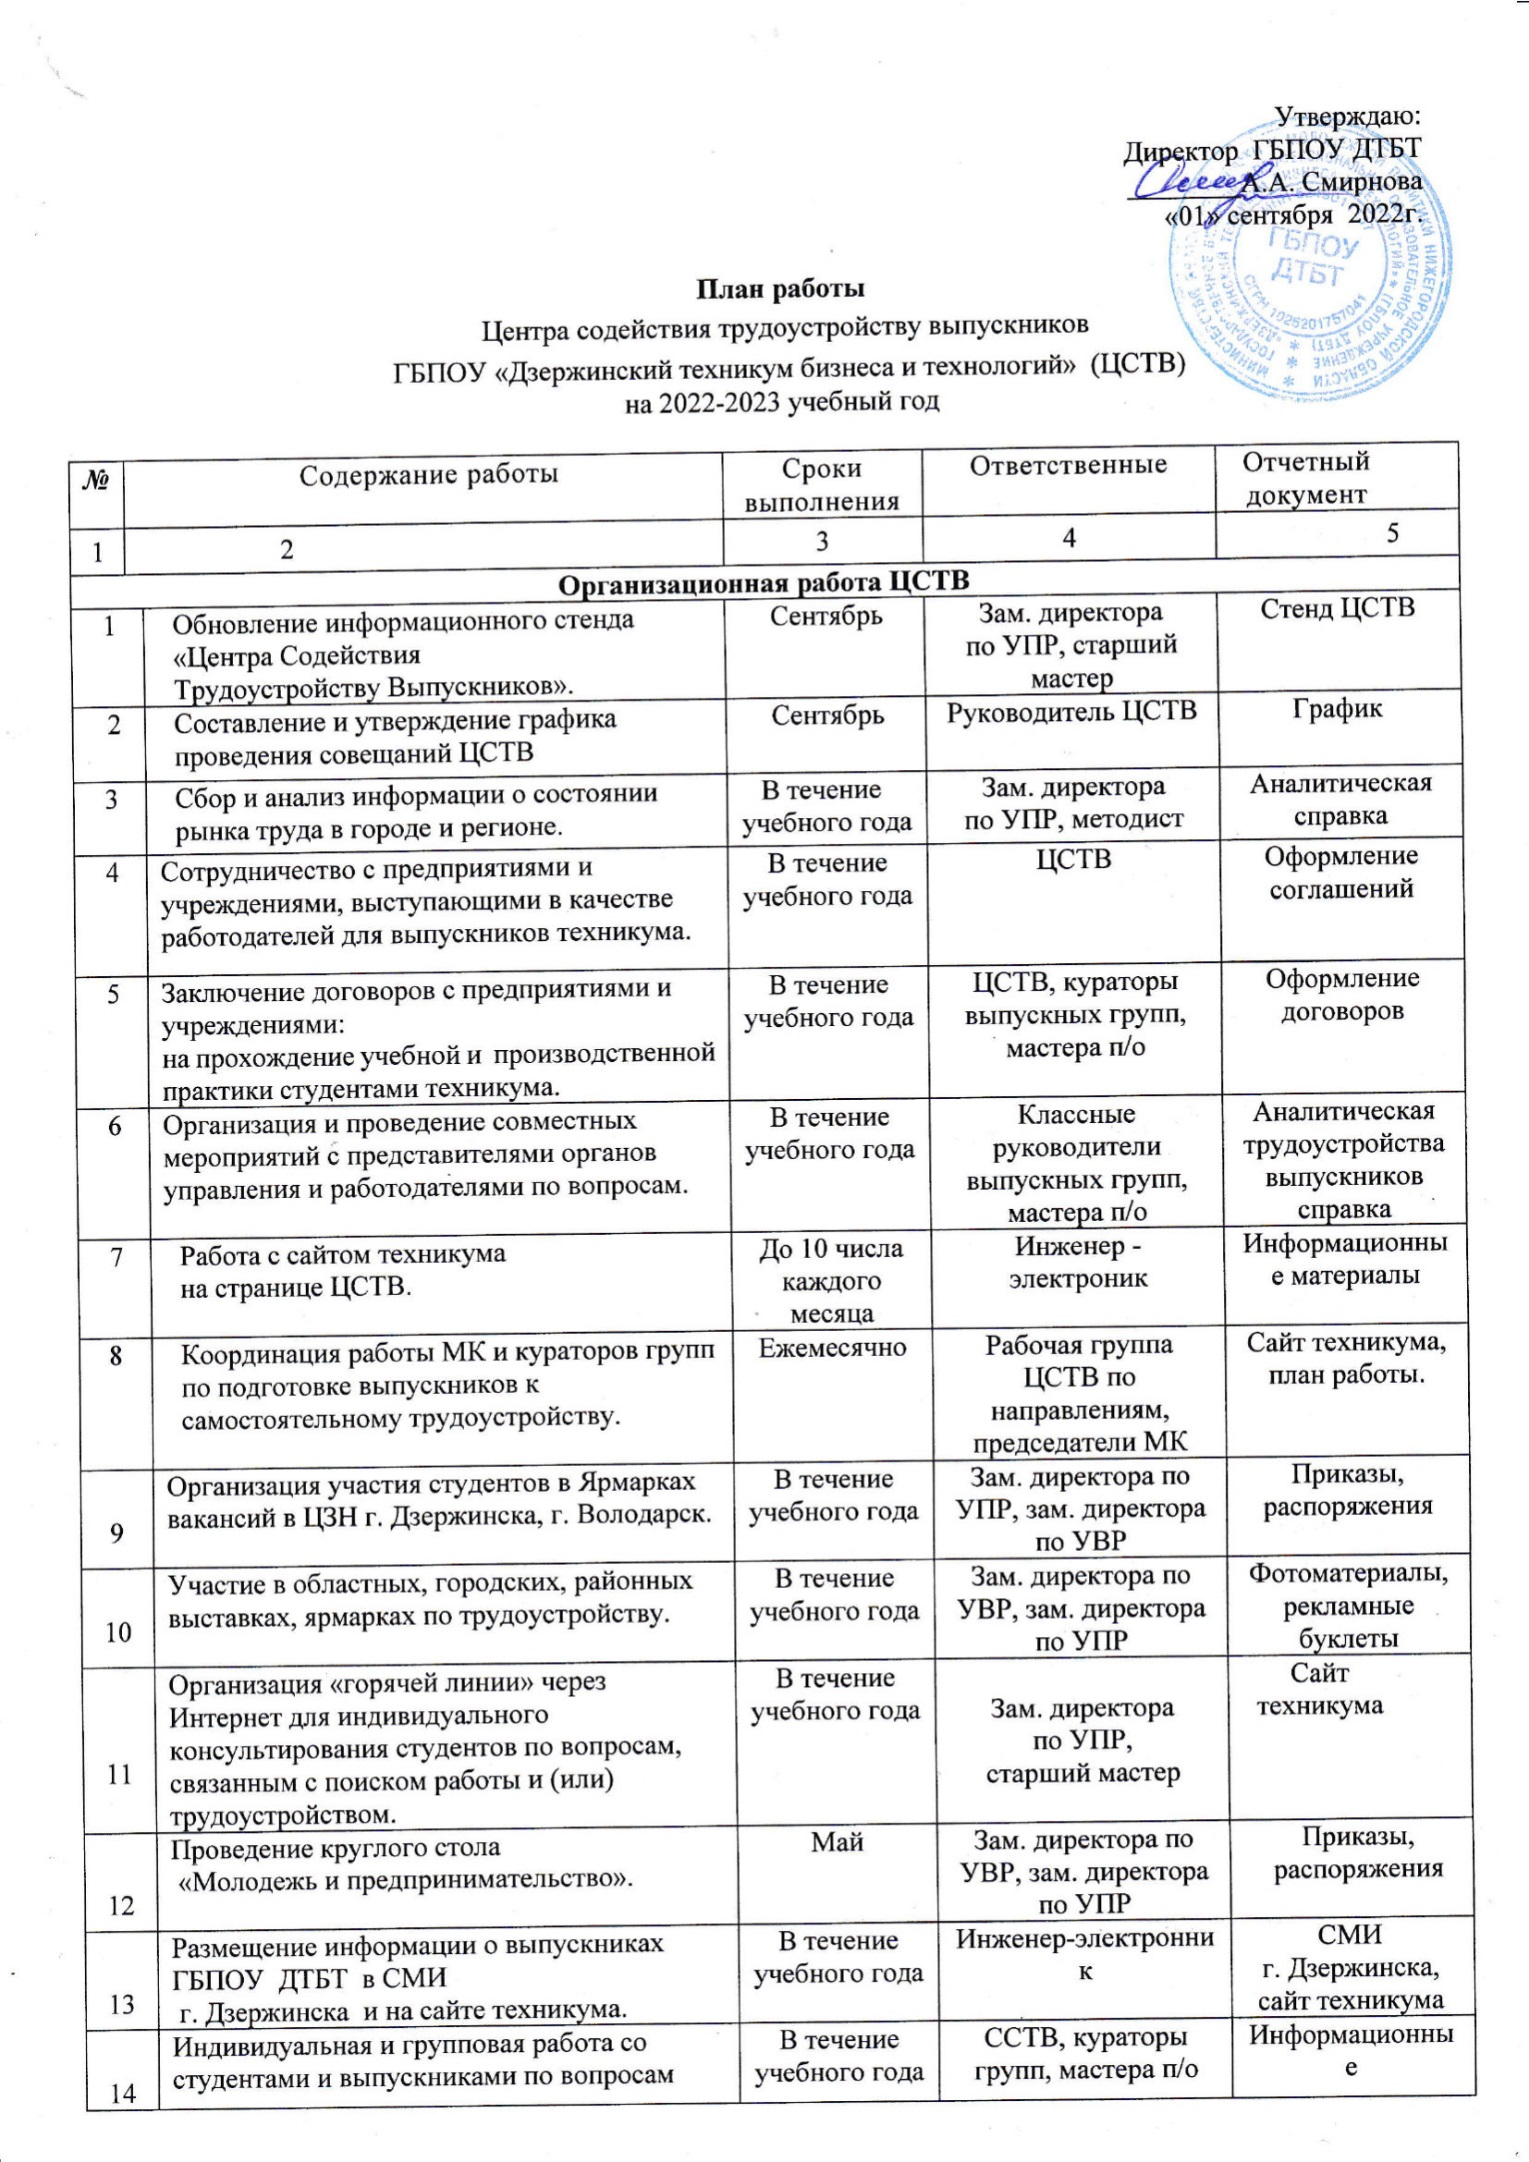 Утверждаю:
Директор ГБПОУ ДТБТ
А.А. Смирнова
«01» сентября 2022г.
ГБПОУ
ДТБТ
ОГРН 1025201757041
План работы
Центра содействия трудоустройству выпускников
ГБПОУ «Дзержинский техникум бизнеса и технологий» (ЦСТВ)
на 2022-2023 учебный год
№ Содержание работы Сроки Ответственные Отчетный
выполнения документ
1 2 3 4 5
Организационная работа ЦСТВ
1 Обновление информационного стенда Сентябрь Зам. директора Стенд ЦСТВ
«Центра Содействия по УПР, старший
Трудоустройству Выпускников». мастер
2 Составление и утверждение графика Сентябрь Руководитель ЦСТВ График
проведения совещаний ЦСТВ
3 Сбор и анализ информации о состоянии В течение Зам. директора Аналитическая
рынка труда в городе и регионе. учебного года по УПР, методист справка
4 Сотрудничество с предприятиями и В течение ЦСТВ Оформление
учреждениями, выступающими в качестве учебного года соглашений
работодателей для выпускников техникума.
5 Заключение договоров с предприятиями и В течение ЦСТВ, кураторы Оформление
учреждениями: учебного года выпускных групп, договоров
на прохождение учебной и производственной мастера п/о
практики студентами техникума.
6 Организация и проведение совместных В течение Классные Аналитическая
мероприятий с представителями органов учебного года руководители трудоустройства
управления и работодателями по вопросам. выпускных групп, выпускников
мастера п/о справка
7 Работа с сайтом техникума До 10 числа Инженер - Информационны
на странице ЦСТВ. каждого электроник е материалы
месяца
8 Координация работы МК и кураторов групп Ежемесячно Рабочая группа Сайт техникума,
по подготовке выпускников к ЦСТВ по план работы.
самостоятельному трудоустройству. направлениям,
председатели МК
Организация участия студентов в Ярмарках В течение Зам. директора по Приказы,
вакансий в ЦЗН г. Дзержинска, г. Володарск. учебного года УПР, зам. директора распоряжения
9 по УВР
Участие в областных, городских, районных В течение Зам. директора по Фотоматериалы,
выставках, ярмарках по трудоустройству. учебного года УВР, зам. директора рекламные
10 по УПР буклеты
Организация «горячей линии» через В течение Сайт
Интернет для индивидуального учебного года Зам. директора техникума
консультирования студентов по вопросам, по УПР,
11 связанным с поиском работы и (или) старший мастер
трудоустройством.
Проведение круглого стола Май Зам. директора по Приказы,
«Молодежь и предпринимательство». УВР, зам. директора распоряжения
12 по УПР
Размещение информации о выпускниках В течение Инженер-электронни СМИ
ГБПОУ ДТБТ в СМИ учебного года к г. Дзержинска,
13 г. Дзержинска и на сайте техникума. сайт техникума
Индивидуальная и групповая работа со В течение ССТВ, кураторы Информационны
студентами и выпускниками по вопросам учебного года групп, мастера п/о е
14